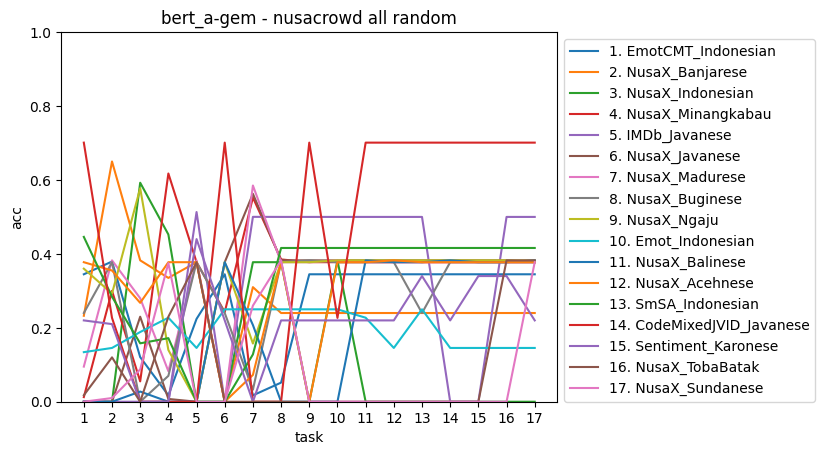 bert_a-gem - nusacrowd all random
1.0
0.8
0.6
0.4
0.2
0.0
acc
1 2 3 4 5 6 7 8 9 10 11 12 13 14 15 16 17
task
1. EmotCMT_Indonesian
2. NusaX_Banjarese
3. NusaX_Indonesian
4. NusaX_Minangkabau
5. IMDb_Javanese
6. NusaX_Javanese
7. NusaX_Madurese
8. NusaX_Buginese
9. NusaX_Ngaju
10. Emot_Indonesian
11. NusaX_Balinese
12. NusaX_Acehnese
13. SmSA_Indonesian
14. CodeMixedJVID_Javanese
15. Sentiment_Karonese
16. NusaX_TobaBatak
17. NusaX_Sundanese